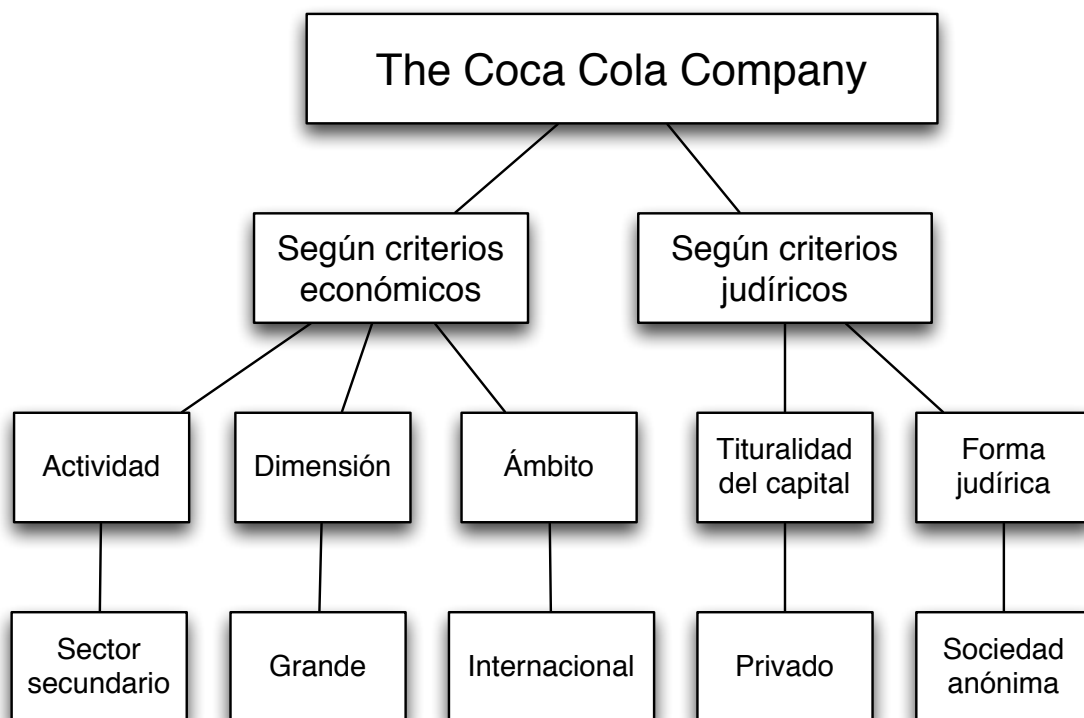 The Coca Cola Company
Según criterios
económicos
Según criterios
judíricos
Actividad
Dimensión
Ámbito
Tituralidad
del capital
Forma
judírica
Sector
secundario
Grande
Internacional
Privado
Sociedad
anónima